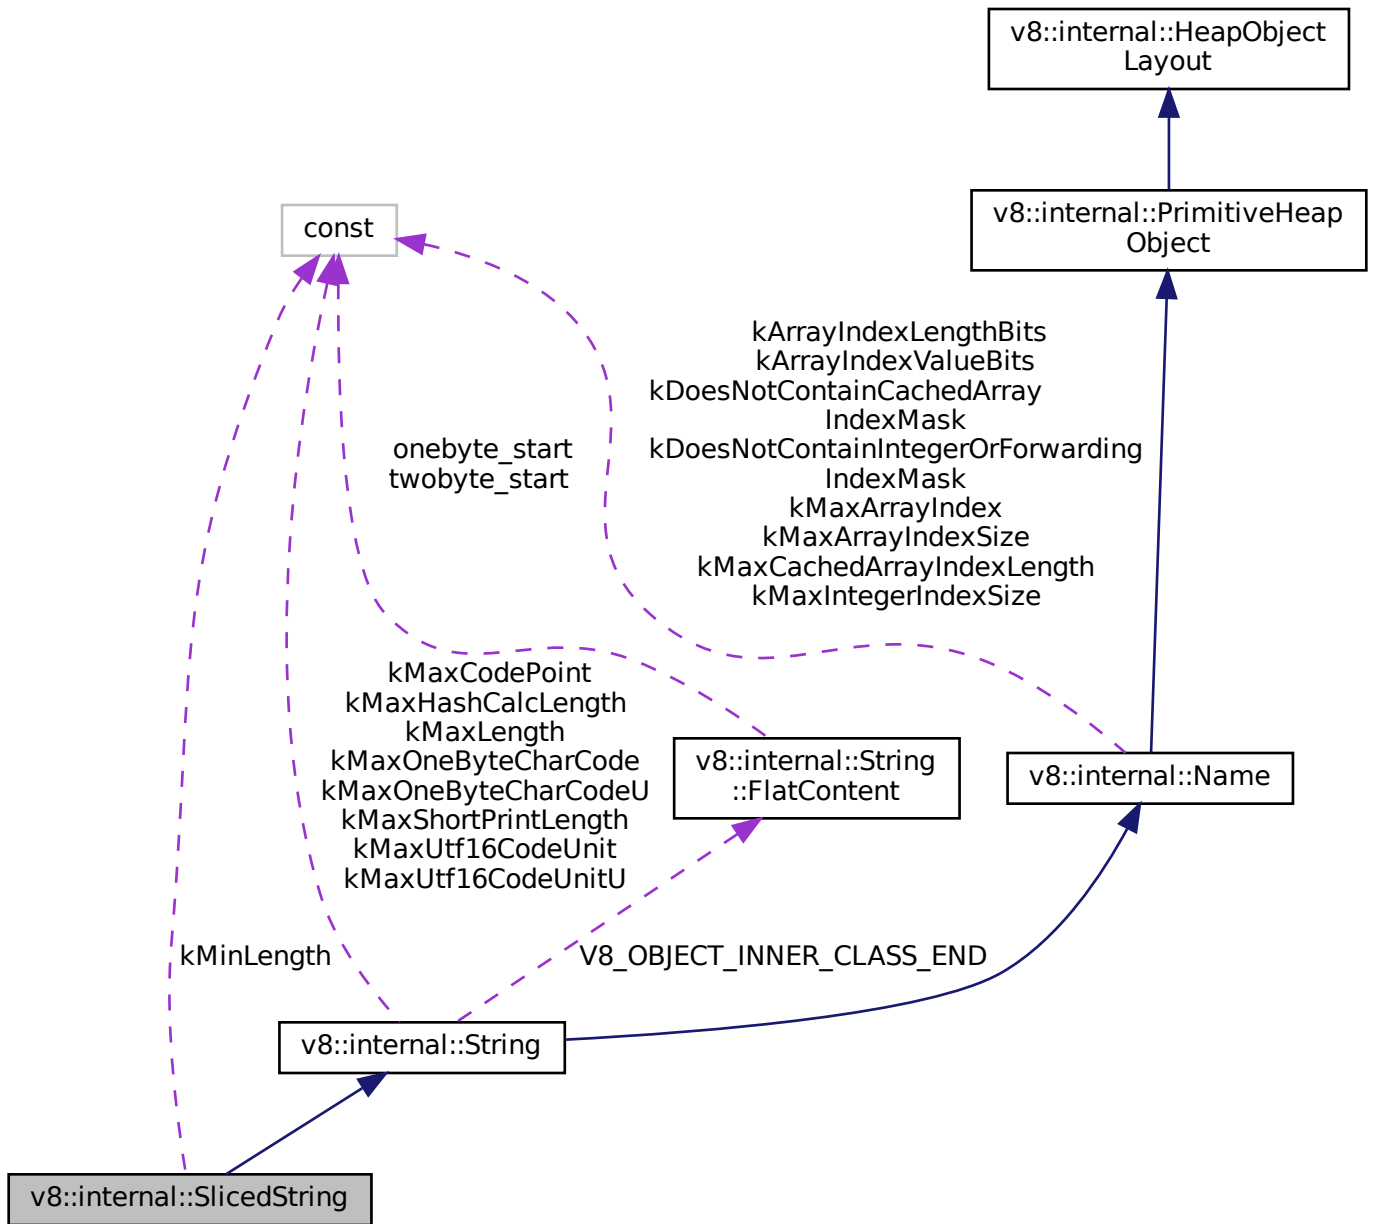 v8::internal::HeapObject
Layout
v8::internal::PrimitiveHeap
Object
const
kArrayIndexLengthBits
kArrayIndexValueBits
kDoesNotContainCachedArray
IndexMask
kDoesNotContainIntegerOrForwarding
IndexMask
kMaxArrayIndex
kMaxArrayIndexSize
kMaxCachedArrayIndexLength
kMaxIntegerIndexSize
onebyte_start
twobyte_start
kMaxCodePoint
kMaxHashCalcLength
kMaxLength
kMaxOneByteCharCode
kMaxOneByteCharCodeU
kMaxShortPrintLength
kMaxUtf16CodeUnit
kMaxUtf16CodeUnitU
v8::internal::String
::FlatContent
v8::internal::Name
kMinLength
V8_OBJECT_INNER_CLASS_END
v8::internal::String
v8::internal::SlicedString